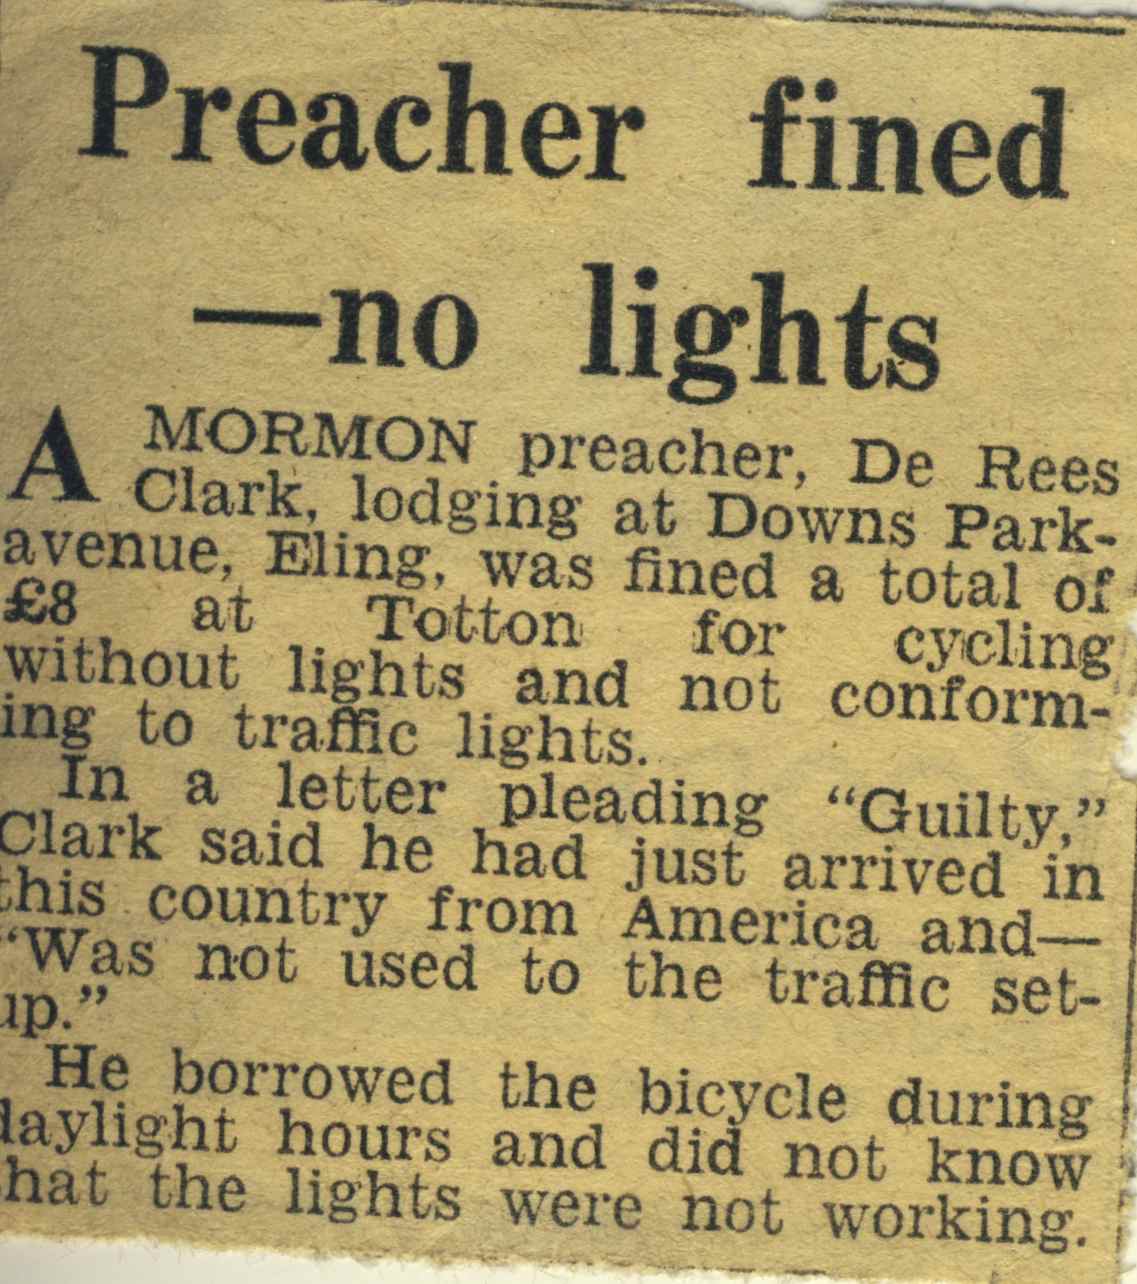 Preacher fined
—no lights
A MORMON preacher, De Rees
Clark, lodging at Downs Park-
avenue, Eling, was fined a total of
£8 at Totton for cycling
without lights and not conform-
ing to traffic lights.
In a letter pleading “Guilty,”
Clark said he had just arrived in
this country from America and—
“Was not used to the traffic set-
up.”
He borrowed the bicycle during
daylight hours and did not know
that the lights were not working.